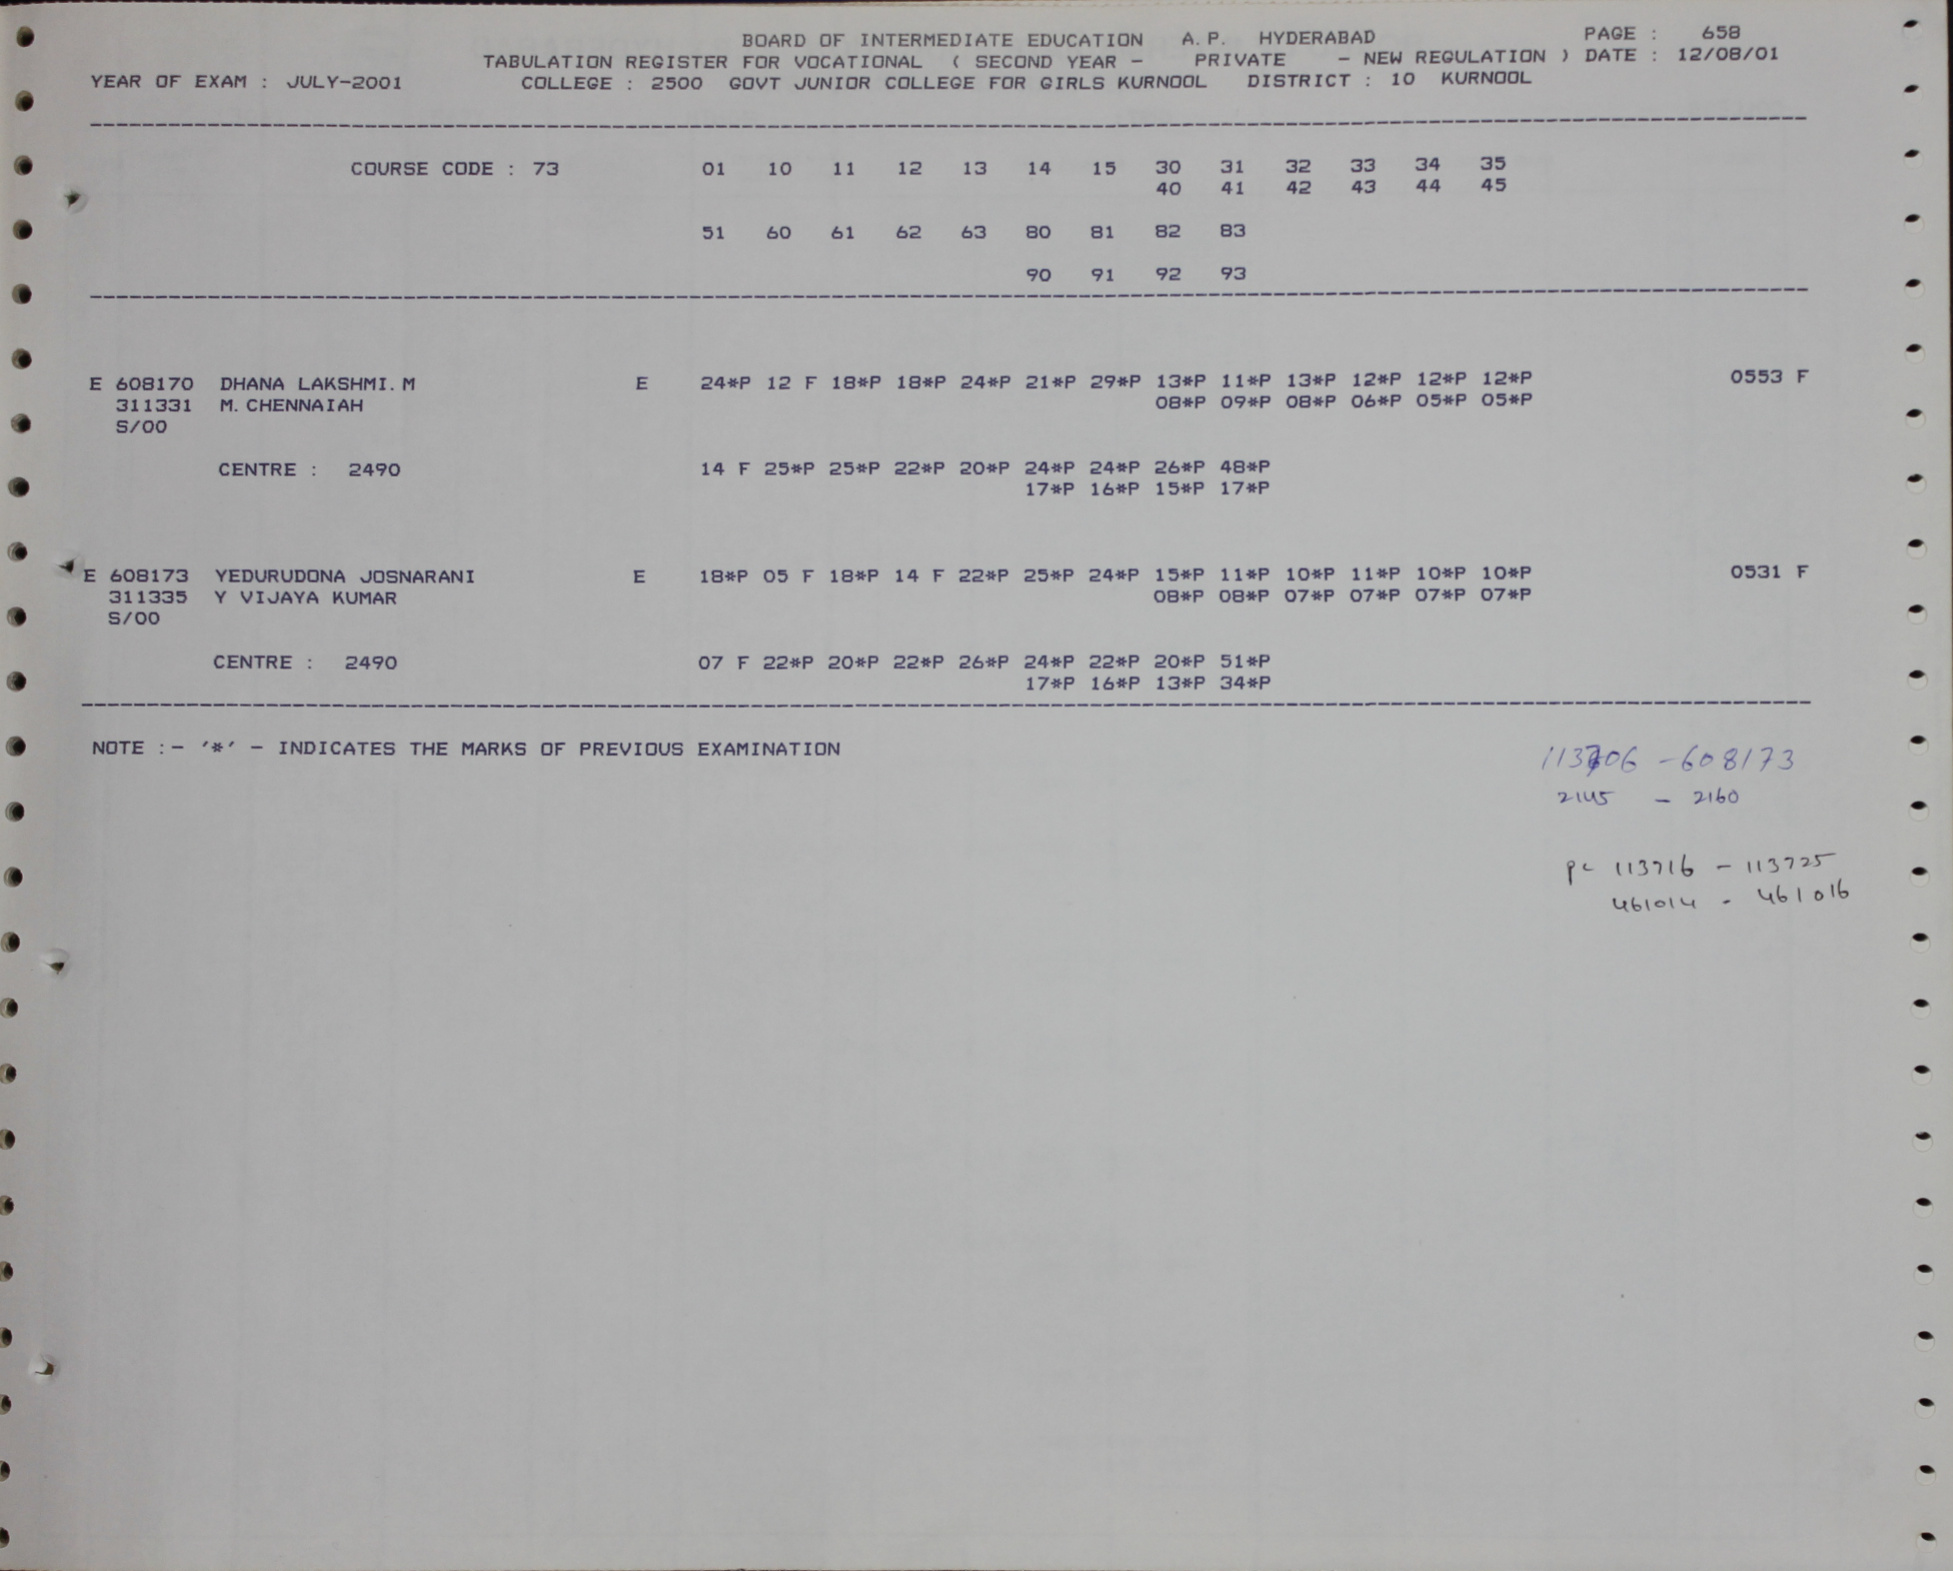 BOARD OF INTERMEDIATE EDUCATION A.P. HYDERABAD PAGE : 658
TABULATION REGISTER FOR VOCATIONAL ( SECOND YEAR - PRIVATE - NEW REGULATION ) DATE : 12/08/01
YEAR OF EXAM : JULY-2001 COLLEGE : 2500 GOVT JUNIOR COLLEGE FOR GIRLS KURNOOL DISTRICT : 10 KURNOOL
COURSE CODE : 73 01 10 11 12 13 14 15 30 31 32 33 34 35
40 41 42 43 44 45
51 60 61 62 63 80 81 82 83
90 91 92 93
E 608170 DHANA LAKSHMI.M E 24*P 12 F 18*P 18*P 24*P 21*P 29*P 13*P 11*P 13*P 12*P 12*P 12*P 0553 F
311331 M.CHENNAIAH 08*P 09*P 08*P 06*P 05*P 05*P
S/00
CENTRE : 2490 14 F 25*P 25*P 22*P 20*P 24*P 24*P 26*P 48*P
17*P 16*P 15*P 17*P
E 608173 YEDURUDONA JOSNARANI E 18*P 05 F 18*P 14 F 22*P 25*P 24*P 15*P 11*P 10*P 11*P 10*P 10*P 0531 F
311335 Y VIJAYA KUMAR 08*P 08*P 07*P 07*P 07*P 07*P
S/00
CENTRE : 2490 07 F 22*P 20*P 22*P 26*P 24*P 22*P 20*P 51*P
17*P 16*P 13*P 34*P
NOTE :- '*' - INDICATES THE MARKS OF PREVIOUS EXAMINATION
- 608173
2145 - 2160
pc 113716 - 113725
461014 - 461016